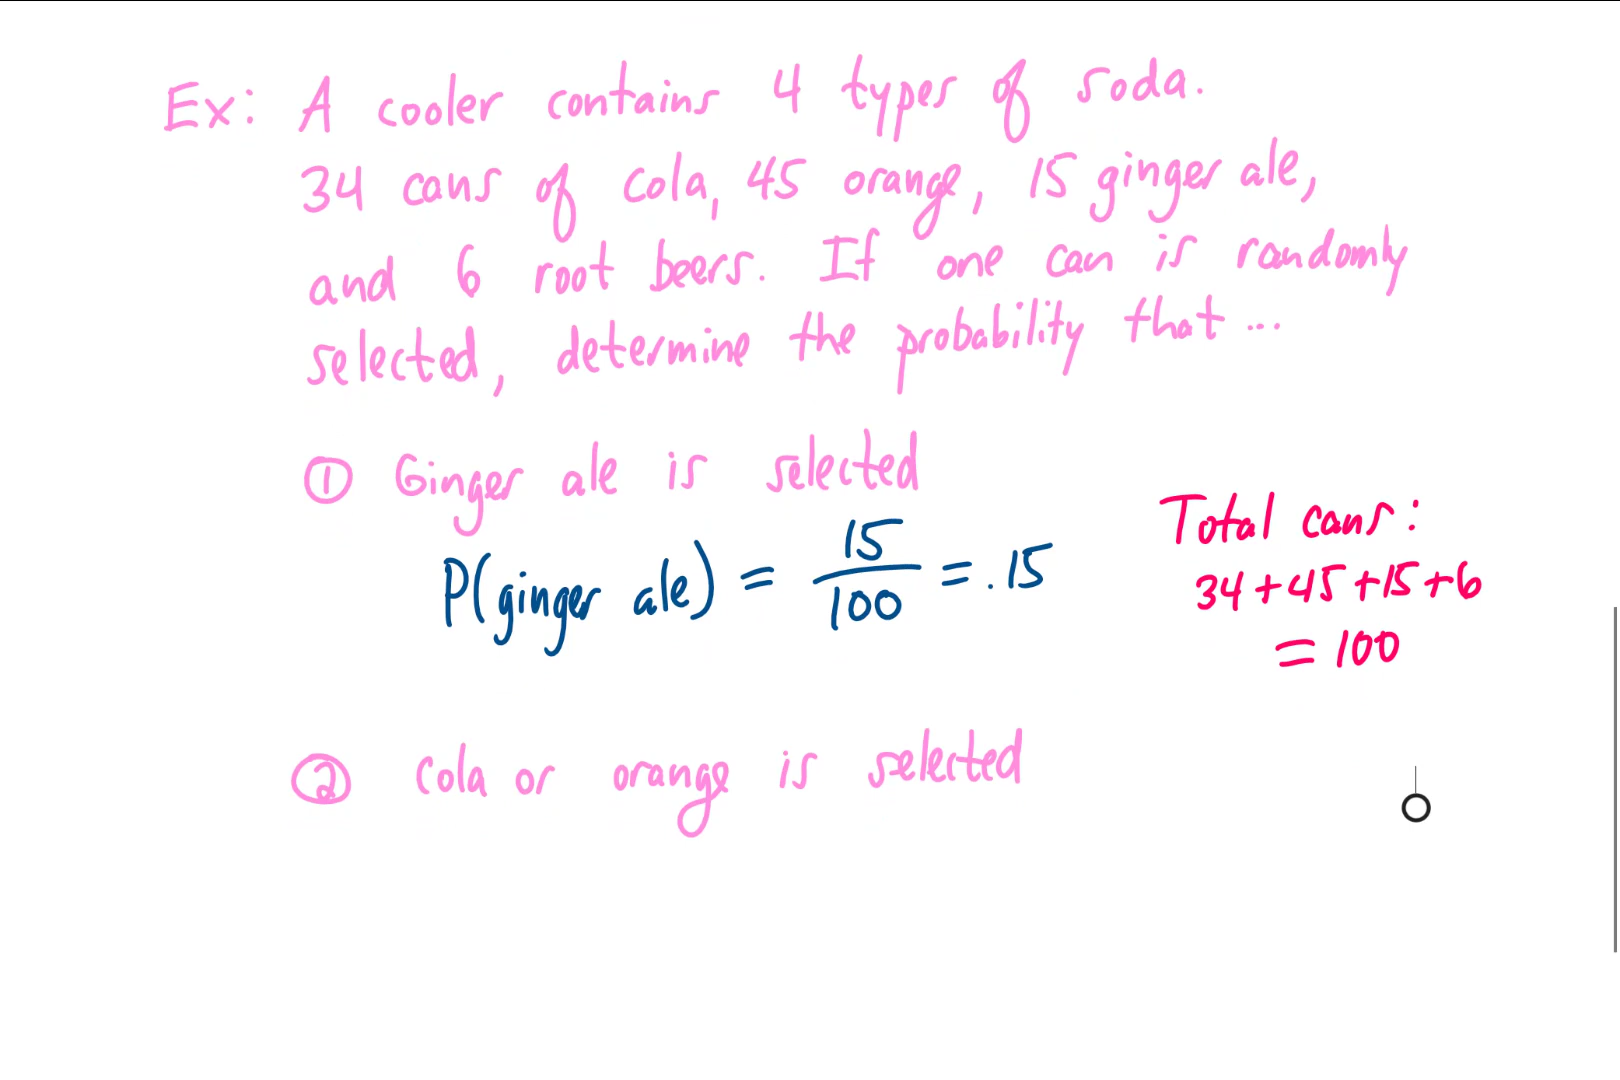 Ex: A cooler contains 4 types of soda.
34 cans of cola, 45 orange, 15 ginger ale,
and 6 root beers. If one can is randomly
selected, determine the probability that ...
① Ginger ale is selected
P(ginger ale) = 15/100 = .15
Total cans:
34+45+15+6
= 100
② Cola or orange is selected